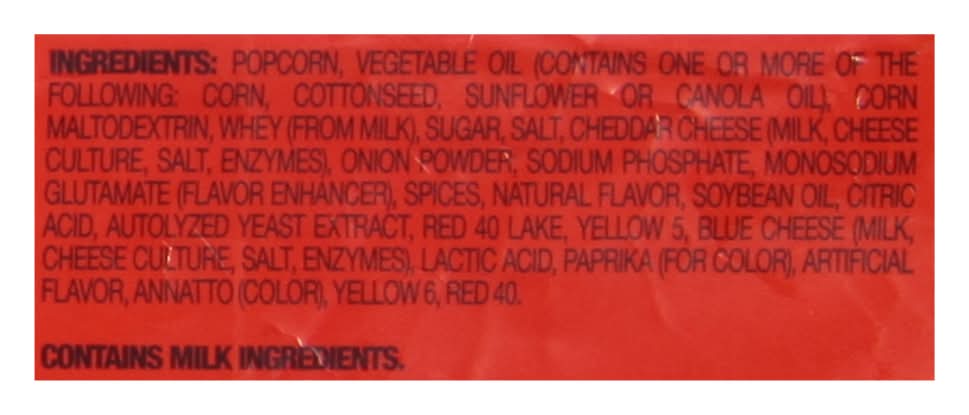 INGREDIENTS: POPCORN, VEGETABLE OIL (CONTAINS ONE OR MORE OF THE
FOLLOWING: CORN, COTTONSEED, SUNFLOWER OR CANOLA OIL), CORN
MALTODEXTRIN, WHEY (FROM MILK), SUGAR, SALT, CHEDDAR CHEESE (MILK, CHEESE
CULTURE, SALT, ENZYMES), ONION POWDER, SODIUM PHOSPHATE, MONOSODIUM
GLUTAMATE (FLAVOR ENHANCER), SPICES, NATURAL FLAVOR, SOYBEAN OIL, CITRIC
ACID, AUTOLYZED YEAST EXTRACT, RED 40 LAKE, YELLOW 5, BLUE CHEESE (MILK,
CHEESE CULTURE, SALT, ENZYMES), LACTIC ACID, PAPRIKA (FOR COLOR), ARTIFICIAL
FLAVOR, ANNATTO (COLOR), YELLOW 6, RED 40.
CONTAINS MILK INGREDIENTS.